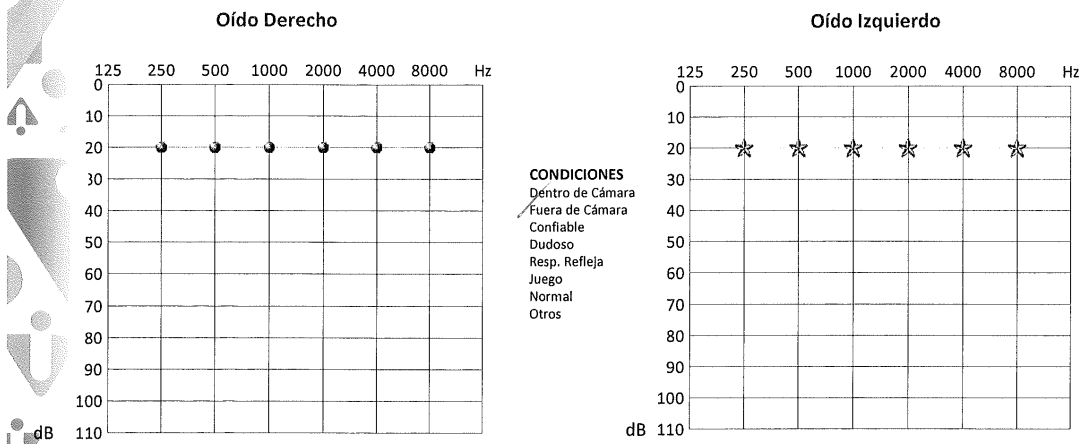 Oído Derecho
125 250 500 1000 2000 4000 8000 Hz
0
10
20
30
40
50
60
70
80
90
100
dB 110
CONDICIONES
Dentro de Cámara
Fuera de Cámara
Confiable
Dudoso
Resp. Refleja
Juego
Normal
Otros
Oído Izquierdo
125 250 500 1000 2000 4000 8000 Hz
0
10
20
30
40
50
60
70
80
90
100
dB 110